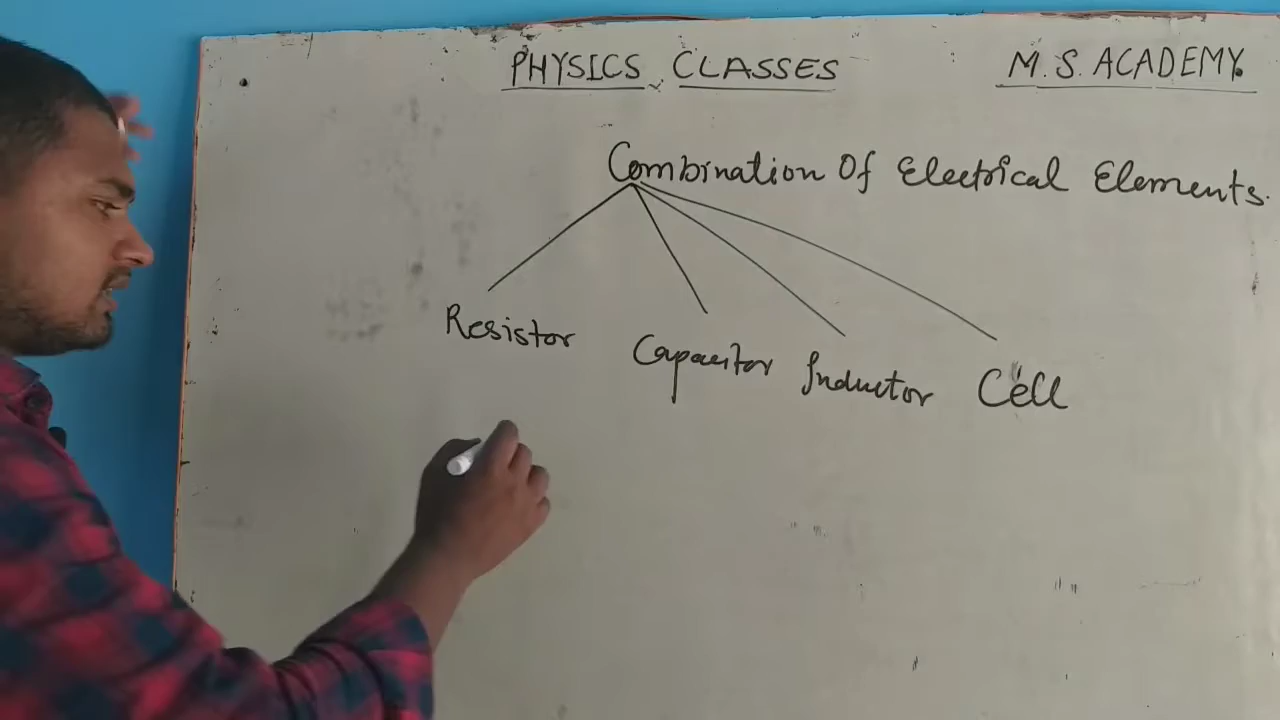 PHYSICS CLASSES
M. S. ACADEMY.
Combination Of Electrical Elements.
Resistor
Capacitor
Inductor
Cell